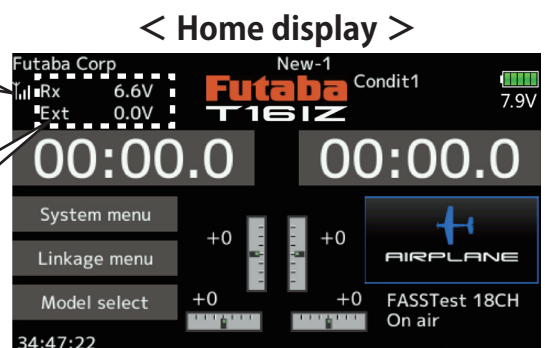 < Home display >
Futaba Corp New-1
Rx 6.6V Futaba Condit1
Ext 0.0V T16IZ 7.9V
00:00.0 00:00.0
System menu
+0 +0
Linkage menu AIRPLANE
Model select +0 +0 FASSTest 18CH
On air
34:47:22